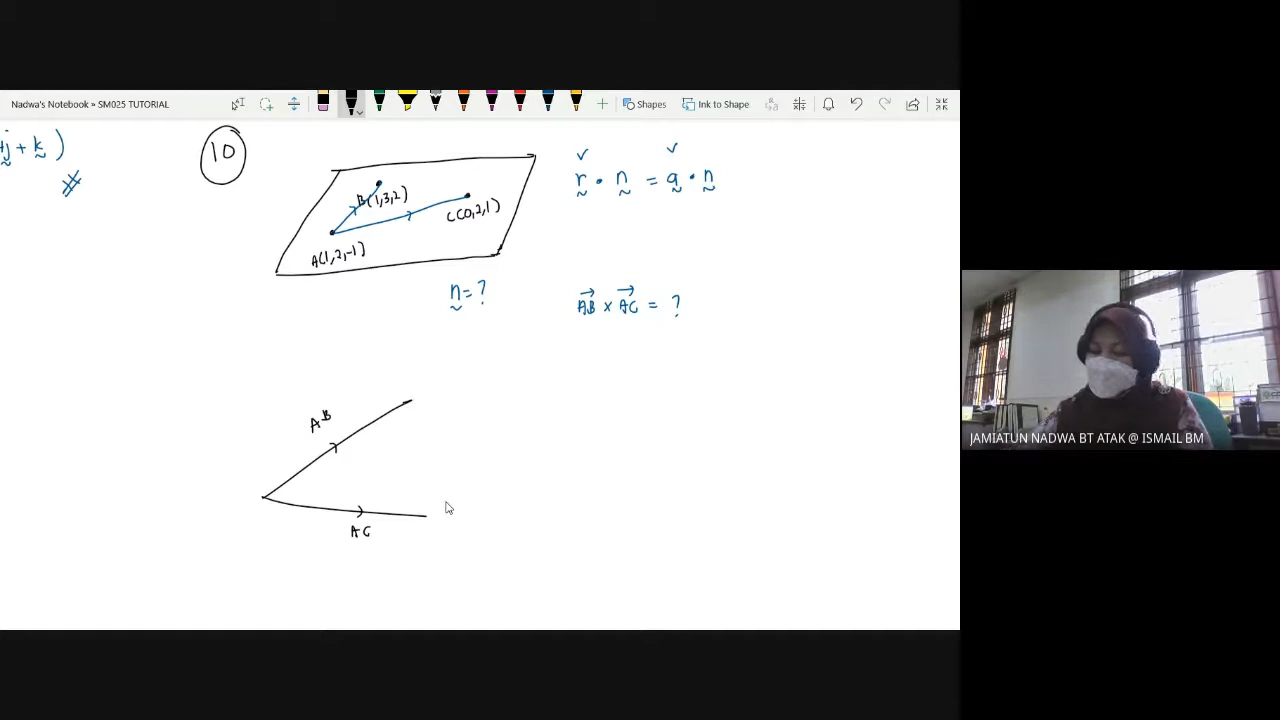 Nadwa's Notebook » SM025 TUTORIAL
Shapes
Ink to Shape
j + k )
10
r · n = a · n
B(1,3,2)
C(0,2,1)
A(1,2,-1)
n = ?
AB x AC = ?
AB
AC
JAMIATUN NADWA BT ATAK @ ISMAIL BM